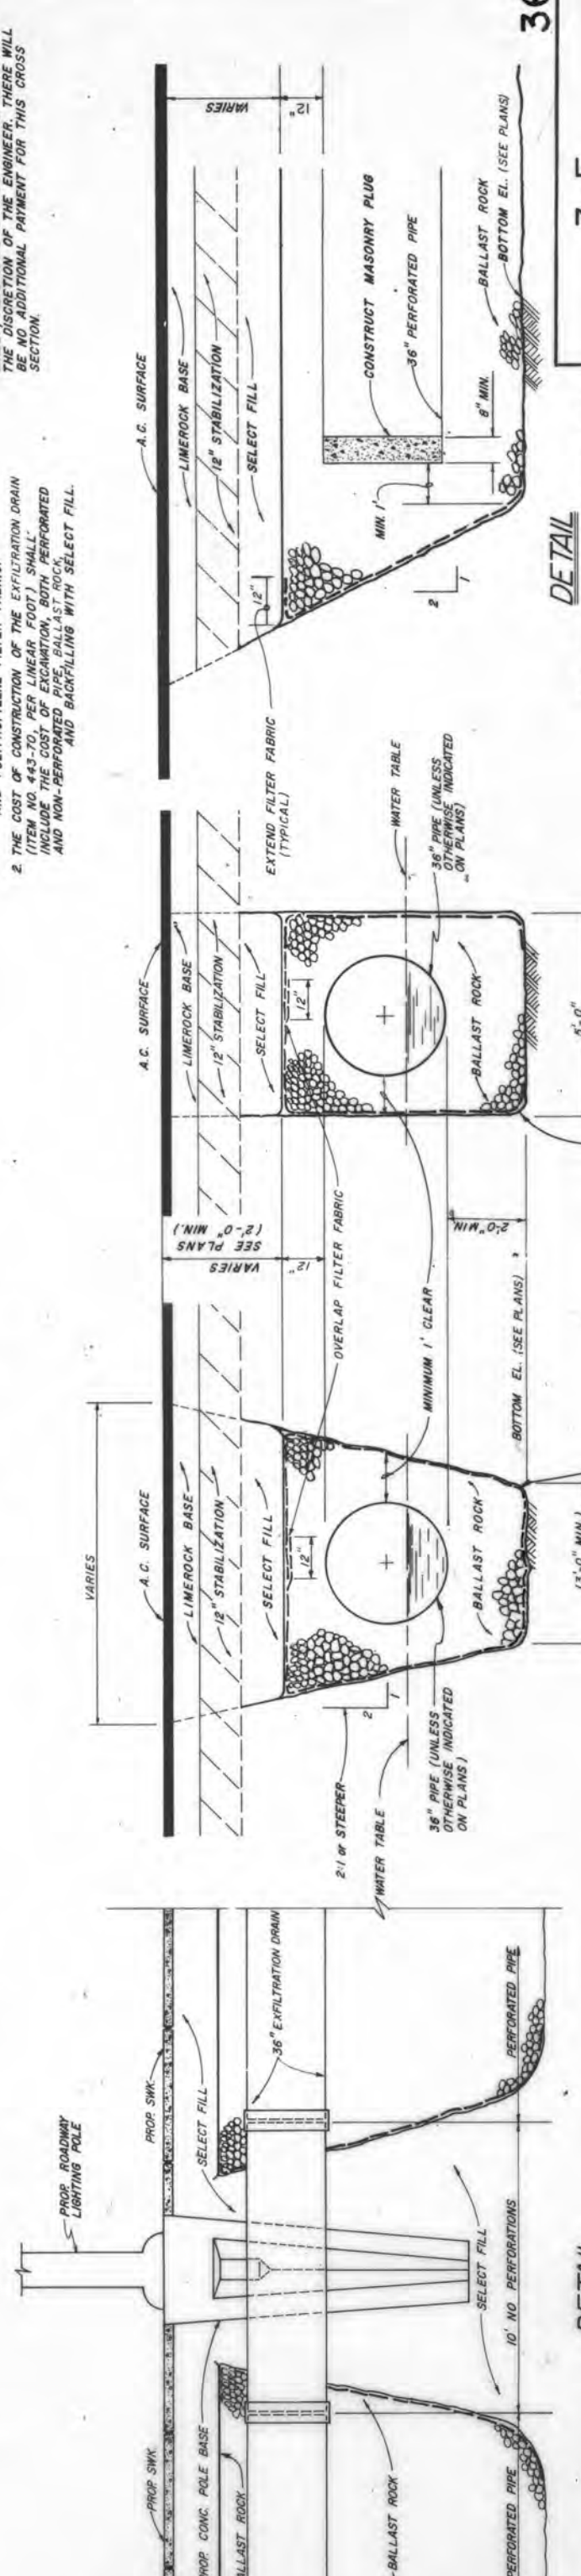 THE DISCRETION OF THE ENGINEER. THERE WILL
BE NO ADDITIONAL PAYMENT FOR THIS CROSS
SECTION.
2. THE COST OF CONSTRUCTION OF THE EXFILTRATION DRAIN
(ITEM NO. 443-70, PER LINEAR FOOT) SHALL
INCLUDE THE COST OF EXCAVATION, BOTH PERFORATED
AND NON-PERFORATED PIPE, BALLAST ROCK,
AND BACKFILLING WITH SELECT FILL.
PROP. ROADWAY
LIGHTING POLE
PROP. SWK.
PROP. SWK.
SELECT FILL
PROP. CONC. POLE BASE
BALLAST ROCK
36" EXFILTRATION DRAIN
BALLAST ROCK
SELECT FILL
PERFORATED PIPE
10' NO PERFORATIONS
PERFORATED PIPE
VARIES
A.C. SURFACE
LIMEROCK BASE
12" STABILIZATION
SELECT FILL
12"
2:1 or STEEPER
2
1
WATER TABLE
36" PIPE (UNLESS
OTHERWISE INDICATED
ON PLANS)
BALLAST ROCK
BOTTOM EL. (SEE PLANS)
(3'-0" MIN.)
VARIES
SEE PLANS
(2'-0" MIN.)
12"
OVERLAP FILTER FABRIC
MINIMUM 1' CLEAR
2'-0" MIN.
A.C. SURFACE
LIMEROCK BASE
12" STABILIZATION
SELECT FILL
12"
WATER TABLE
36" PIPE (UNLESS
OTHERWISE INDICATED
ON PLANS)
BALLAST ROCK
5'-0"
EXTEND FILTER FABRIC
(TYPICAL)
A.C. SURFACE
LIMEROCK BASE
12" STABILIZATION
SELECT FILL
12"
VARIES
12"
CONSTRUCT MASONRY PLUG
36" PERFORATED PIPE
MIN. 1'
8" MIN.
2
1
BALLAST ROCK
BOTTOM EL. (SEE PLANS)
DETAIL